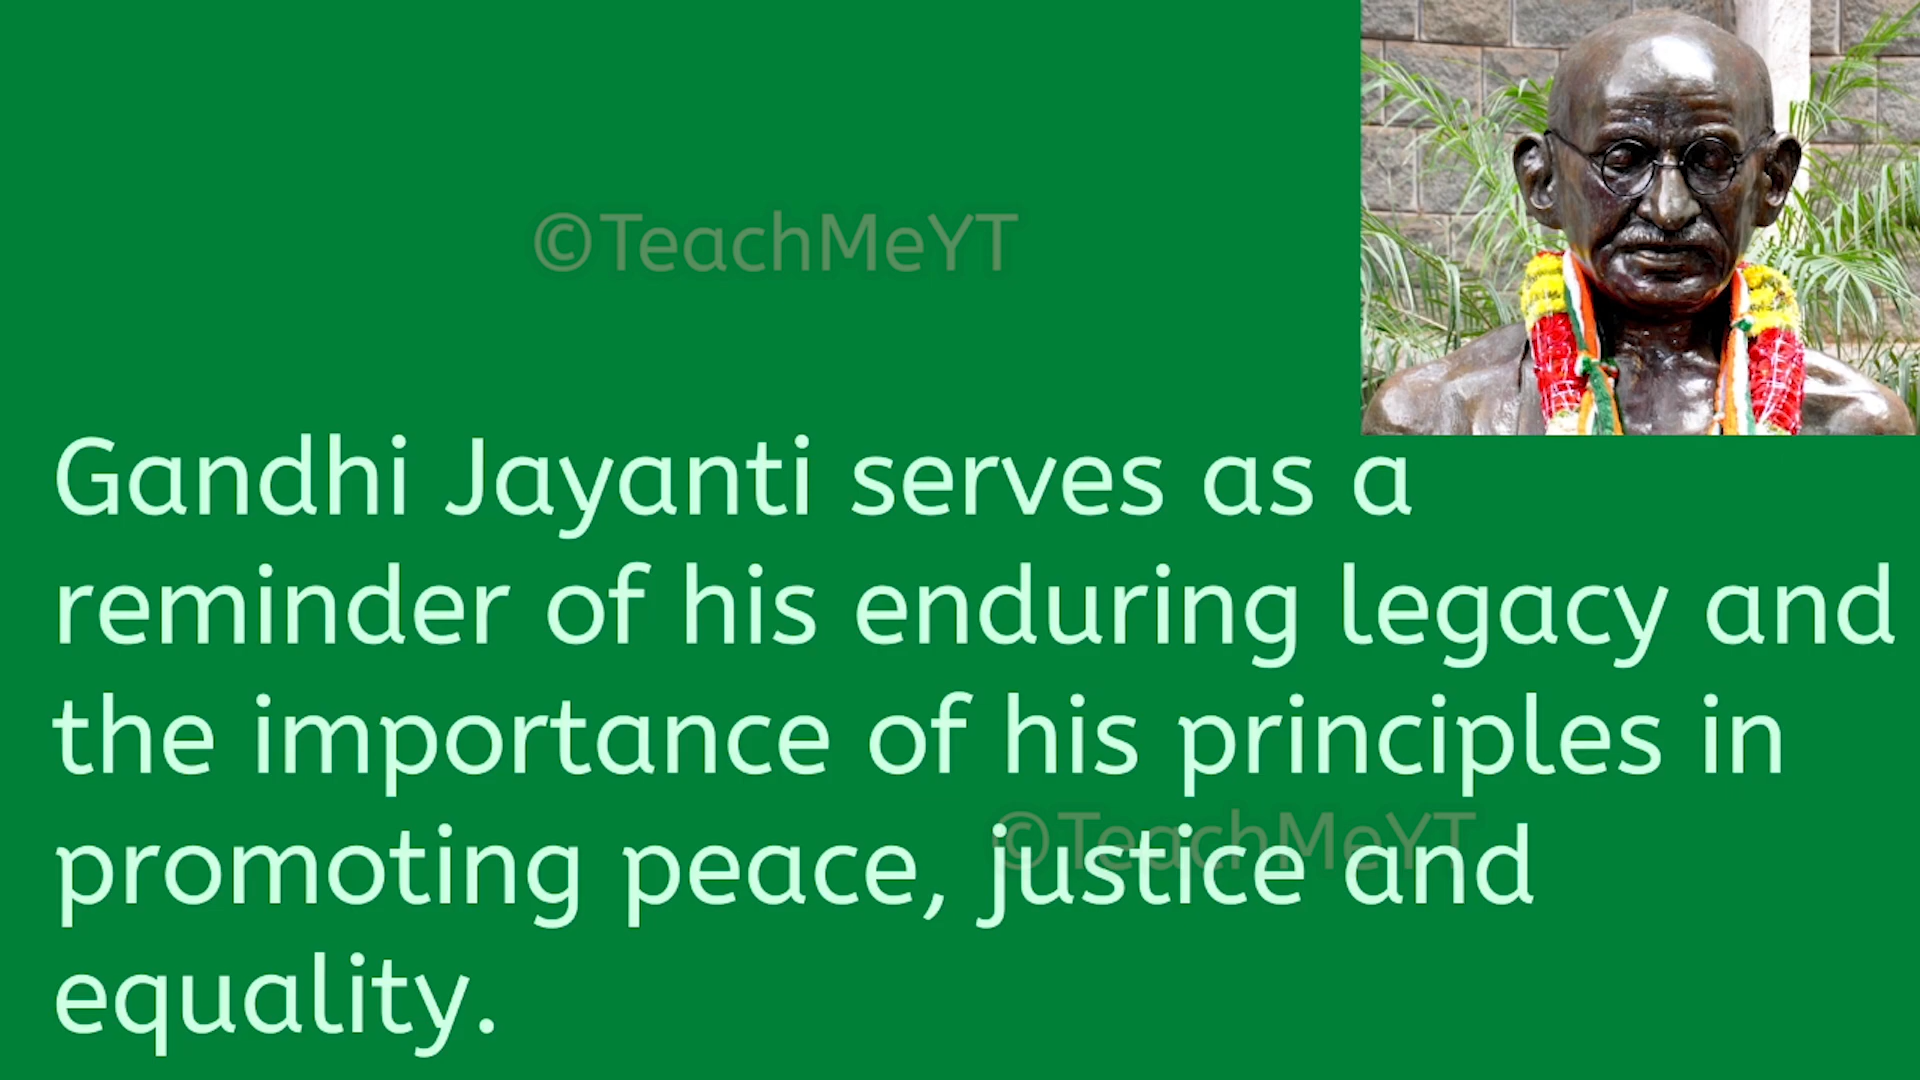 ©TeachMeYT
Gandhi Jayanti serves as a
reminder of his enduring legacy and
the importance of his principles in
©TeachMeYT
promoting peace, justice and
equality.